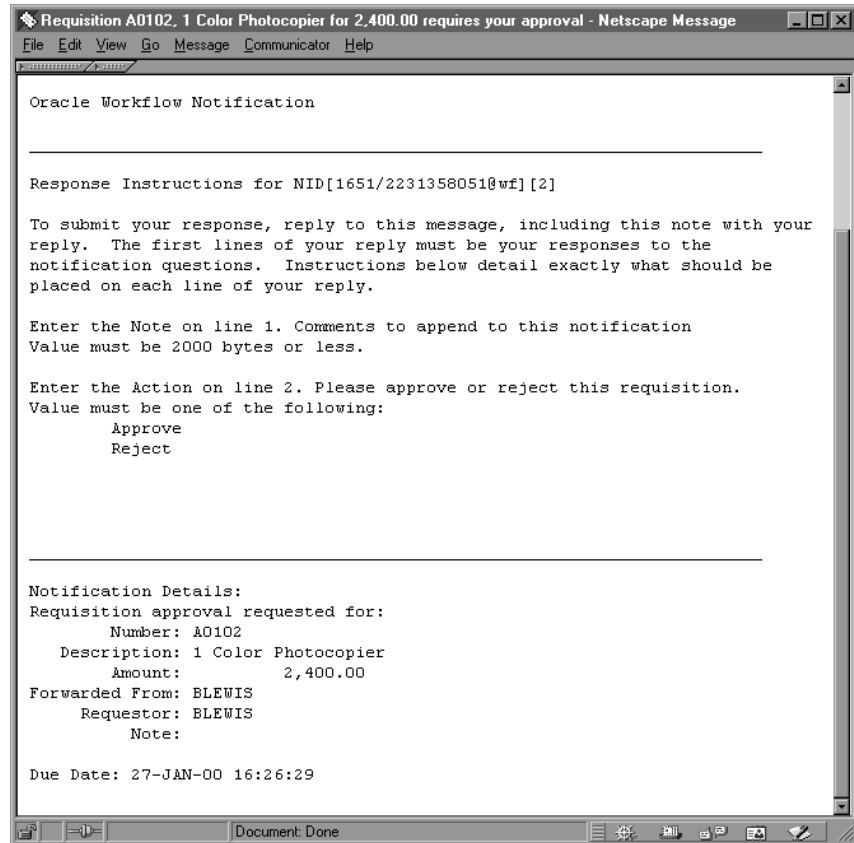 Requisition A0102, 1 Color Photocopier for 2,400.00 requires your approval - Netscape Message
File Edit View Go Message Communicator Help
Oracle Workflow Notification
Response Instructions for NID[1651/2231358051@wf][2]
To submit your response, reply to this message, including this note with your
reply.  The first lines of your reply must be your responses to the
notification questions.  Instructions below detail exactly what should be
placed on each line of your reply.
Enter the Note on line 1. Comments to append to this notification
Value must be 2000 bytes or less.
Enter the Action on line 2. Please approve or reject this requisition.
Value must be one of the following:
Approve
Reject
Notification Details:
Requisition approval requested for:
Number: A0102
Description: 1 Color Photocopier
Amount: 2,400.00
Forwarded From: BLEWIS
Requestor: BLEWIS
Note:
Due Date: 27-JAN-00 16:26:29
Document: Done